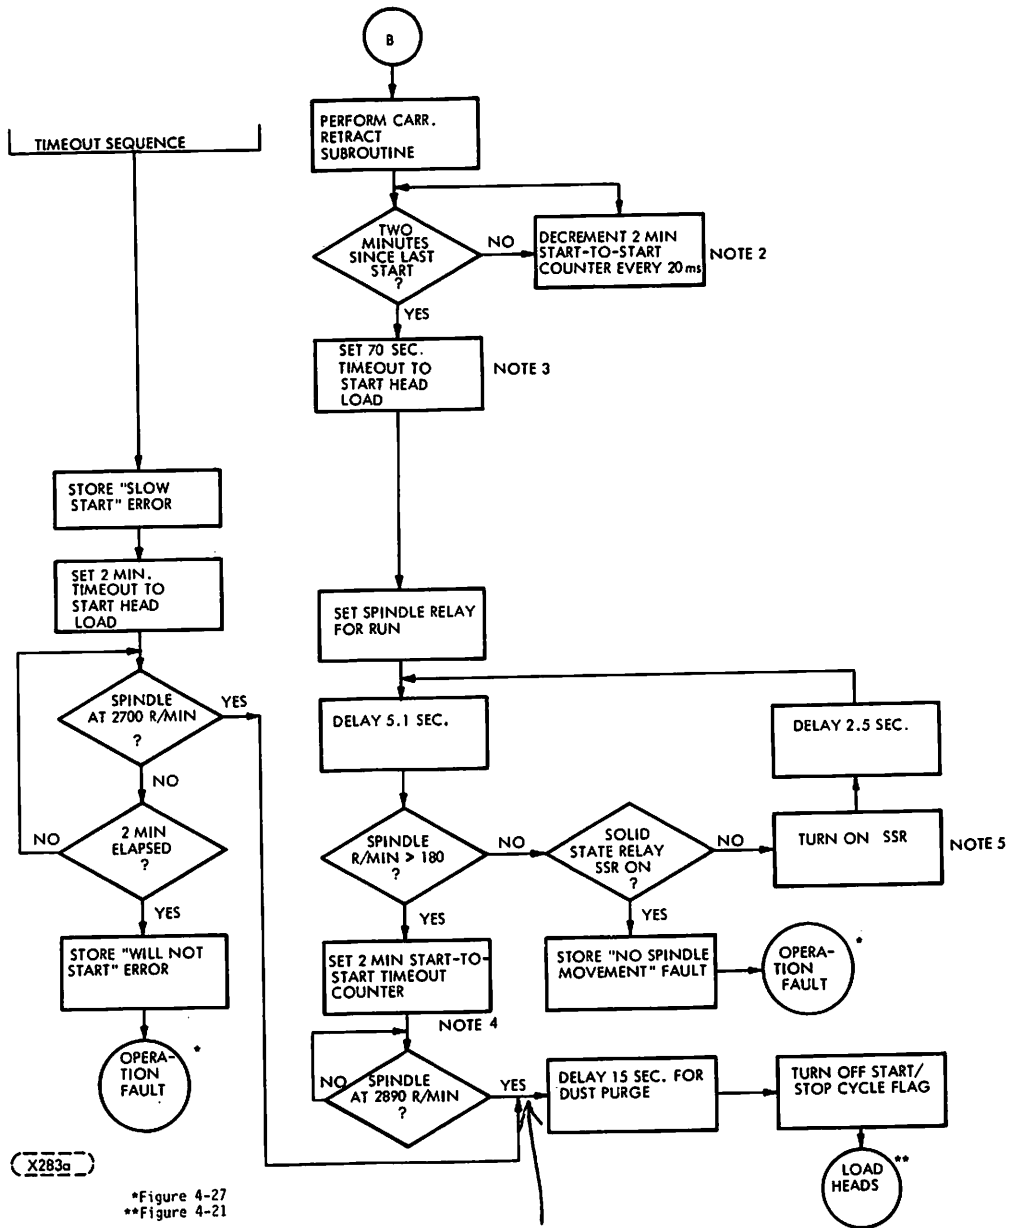 B
PERFORM CARR.
RETRACT
SUBROUTINE
TIMEOUT SEQUENCE
TWO
MINUTES
SINCE LAST
START
?
NO
DECREMENT 2 MIN
START-TO-START
COUNTER EVERY 20 ms
NOTE 2
YES
SET 70 SEC.
TIMEOUT TO
START HEAD
LOAD
NOTE 3
STORE "SLOW
START" ERROR
SET 2 MIN.
TIMEOUT TO
START HEAD
LOAD
SET SPINDLE RELAY
FOR RUN
SPINDLE
AT 2700 R/MIN
?
YES
NO
DELAY 5.1 SEC.
DELAY 2.5 SEC.
2 MIN
ELAPSED
?
NO
YES
SPINDLE
R/MIN > 180
?
NO
YES
SOLID
STATE RELAY
SSR ON
?
NO
YES
TURN ON SSR
NOTE 5
STORE "WILL NOT
START" ERROR
SET 2 MIN START-TO-
START TIMEOUT
COUNTER
NOTE 4
STORE "NO SPINDLE
MOVEMENT" FAULT
OPERA-
TION
FAULT
*
OPERA-
TION
FAULT
*
SPINDLE
AT 2890 R/MIN
?
NO
YES
DELAY 15 SEC. FOR
DUST PURGE
TURN OFF START/
STOP CYCLE FLAG
LOAD
HEADS
**
X283a
*Figure 4-27
**Figure 4-21